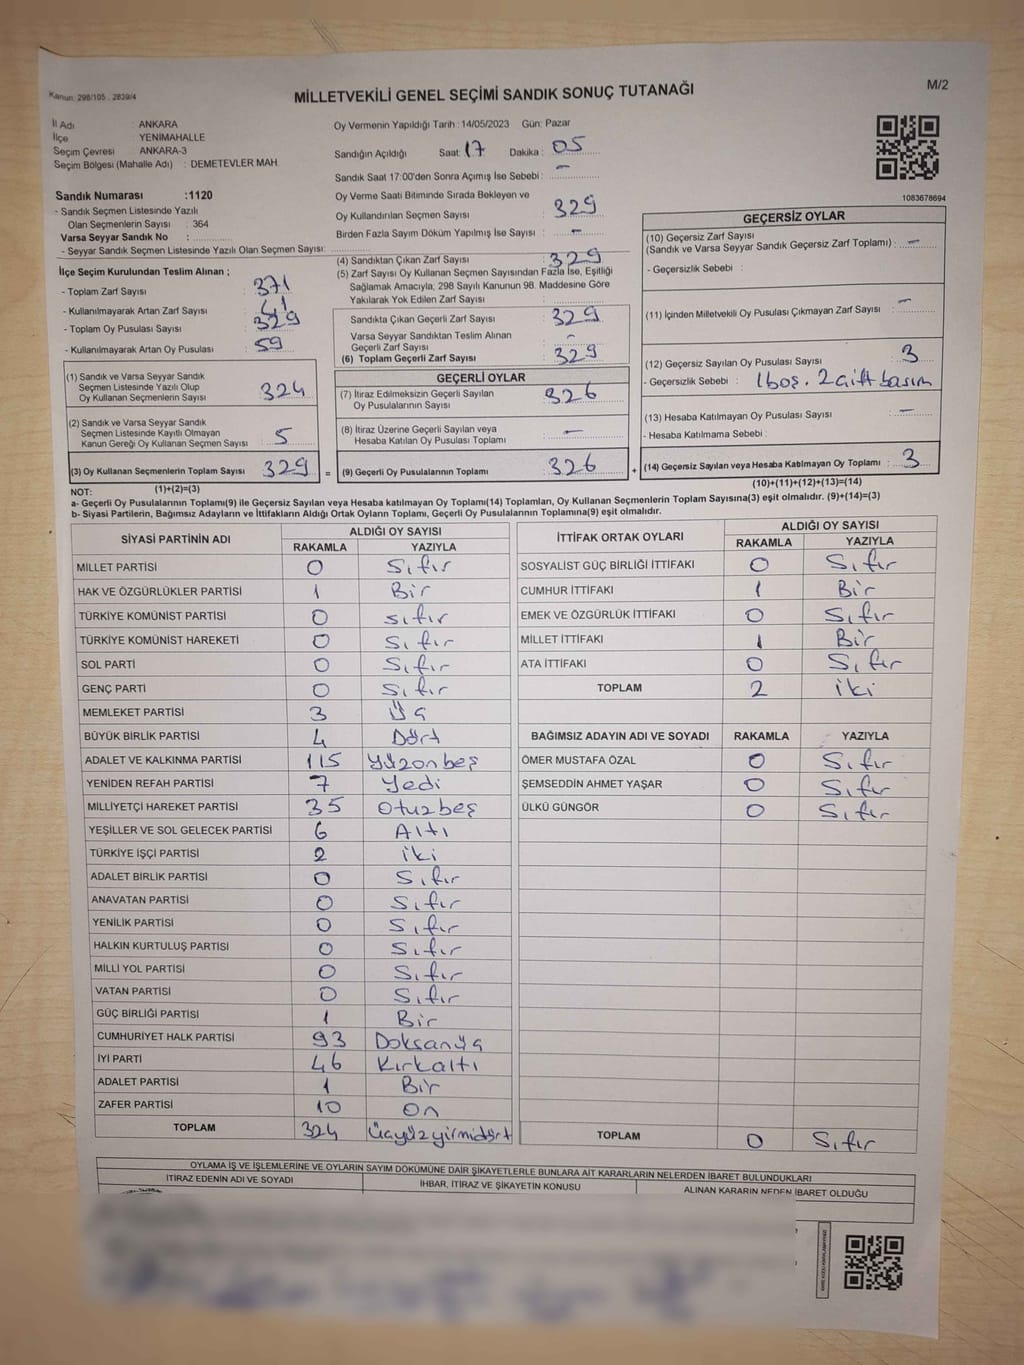 Kanun: 298/105 . 2839/4
MİLLETVEKİLİ GENEL SEÇİMİ SANDIK SONUÇ TUTANAĞI
M/2
İl Adı : ANKARA
İlçe : YENİMAHALLE
Seçim Çevresi : ANKARA-3
Seçim Bölgesi (Mahalle Adı) : DEMETEVLER MAH.
Sandık Numarası :1120
- Sandık Seçmen Listesinde Yazılı
Olan Seçmenlerin Sayısı : 364
Varsa Seyyar Sandık No :
- Seyyar Sandık Seçmen Listesinde Yazılı Olan Seçmen Sayısı:
İlçe Seçim Kurulundan Teslim Alınan ;
- Toplam Zarf Sayısı : 371
- Kullanılmayarak Artan Zarf Sayısı : 41
- Toplam Oy Pusulası Sayısı : 329
- Kullanılmayarak Artan Oy Pusulası : 59
(1) Sandık ve Varsa Seyyar Sandık
Seçmen Listesinde Yazılı Olup
Oy Kullanan Seçmenlerin Sayısı : 324
(2) Sandık ve Varsa Seyyar Sandık
Seçmen Listesinde Kayıtlı Olmayan
Kanun Gereği Oy Kullanan Seçmen Sayısı : 5
(3) Oy Kullanan Seçmenlerin Toplam Sayısı : 329 =
(1)+(2)=(3)
Oy Vermenin Yapıldığı Tarih : 14/05/2023 Gün: Pazar
Sandığın Açıldığı Saat: 17 Dakika : 05
Sandık Saat 17:00'den Sonra Açımış İse Sebebi : -
Oy Verme Saati Bitiminde Sırada Bekleyen ve
Oy Kullandırılan Seçmen Sayısı : 329
Birden Fazla Sayım Döküm Yapılmış İse Sayısı : -
(4) Sandıktan Çıkan Zarf Sayısı : 329
(5) Zarf Sayısı Oy Kullanan Seçmen Sayısından Fazla İse, Eşitliği
Sağlamak Amacıyla, 298 Sayılı Kanunun 98. Maddesine Göre
Yakılarak Yok Edilen Zarf Sayısı :
Sandıkta Çıkan Geçerli Zarf Sayısı : 329
Varsa Seyyar Sandıktan Teslim Alınan
Geçerli Zarf Sayısı : -
(6) Toplam Geçerli Zarf Sayısı : 329
GEÇERLİ OYLAR
(7) İtiraz Edilmeksizin Geçerli Sayılan
Oy Pusulalarının Sayısı : 326
(8) İtiraz Üzerine Geçerli Sayılan veya
Hesaba Katılan Oy Pusulası Toplamı : -
(9) Geçerli Oy Pusulalarının Toplamı : 326 +
1083678694
GEÇERSİZ OYLAR
(10) Geçersiz Zarf Sayısı
(Sandık ve Varsa Seyyar Sandık Geçersiz Zarf Toplamı) : -
- Geçersizlik Sebebi :
(11) İçinden Milletvekili Oy Pusulası Çıkmayan Zarf Sayısı : -
(12) Geçersiz Sayılan Oy Pusulası Sayısı : 3
- Geçersizlik Sebebi : 1 boş. 2 çift basım
(13) Hesaba Katılmayan Oy Pusulası Sayısı : -
- Hesaba Katılmama Sebebi :
(14) Geçersiz Sayılan veya Hesaba Katılmayan Oy Toplamı : 3
(10)+(11)+(12)+(13)=(14)
NOT:
a- Geçerli Oy Pusulalarının Toplamı(9) ile Geçersiz Sayılan veya Hesaba katılmayan Oy Toplamı(14) Toplamları, Oy Kullanan Seçmenlerin Toplam Sayısına(3) eşit olmalıdır. (9)+(14)=(3)
b- Siyasi Partilerin, Bağımsız Adayların ve İttifakların Aldığı Ortak Oyların Toplamı, Geçerli Oy Pusulalarının Toplamına(9) eşit olmalıdır.
SİYASİ PARTİNİN ADI ALDIĞI OY SAYISI
RAKAMLA YAZIYLA
MİLLET PARTİSİ 0 Sıfır
HAK VE ÖZGÜRLÜKLER PARTİSİ 1 Bir
TÜRKİYE KOMÜNİST PARTİSİ 0 sıfır
TÜRKİYE KOMÜNİST HAREKETİ 0 Sıfır
SOL PARTİ 0 Sıfır
GENÇ PARTİ 0 Sıfır
MEMLEKET PARTİSİ 3 Üç
BÜYÜK BİRLİK PARTİSİ 4 Dört
ADALET VE KALKINMA PARTİSİ 115 Yüzonbeş
YENİDEN REFAH PARTİSİ 7 Yedi
MİLLİYETÇİ HAREKET PARTİSİ 35 Otuzbeş
YEŞİLLER VE SOL GELECEK PARTİSİ 6 Altı
TÜRKİYE İŞÇİ PARTİSİ 2 iki
ADALET BİRLİK PARTİSİ 0 Sıfır
ANAVATAN PARTİSİ 0 Sıfır
YENİLİK PARTİSİ 0 Sıfır
HALKIN KURTULUŞ PARTİSİ 0 Sıfır
MİLLİ YOL PARTİSİ 0 Sıfır
VATAN PARTİSİ 0 Sıfır
GÜÇ BİRLİĞİ PARTİSİ 1 Bir
CUMHURİYET HALK PARTİSİ 93 Doksanüç
İYİ PARTİ 46 Kırkaltı
ADALET PARTİSİ 1 Bir
ZAFER PARTİSİ 10 On
TOPLAM 324 Üçyüzyirmidört
İTTİFAK ORTAK OYLARI ALDIĞI OY SAYISI
RAKAMLA YAZIYLA
SOSYALİST GÜÇ BİRLİĞİ İTTİFAKI 0 Sıfır
CUMHUR İTTİFAKI 1 Bir
EMEK VE ÖZGÜRLÜK İTTİFAKI 0 Sıfır
MİLLET İTTİFAKI 1 Bir
ATA İTTİFAKI 0 Sıfır
TOPLAM 2 iki
BAĞIMSIZ ADAYIN ADI VE SOYADI RAKAMLA YAZIYLA
ÖMER MUSTAFA ÖZAL 0 Sıfır
ŞEMSEDDİN AHMET YAŞAR 0 Sıfır
ÜLKÜ GÜNGÖR 0 Sıfır
TOPLAM 0 Sıfır
OYLAMA İŞ VE İŞLEMLERİNE VE OYLARIN SAYIM DÖKÜMÜNE DAİR ŞİKAYETLERLE BUNLARA AİT KARARLARIN NELERDEN İBARET BULUNDUKLARI
İTİRAZ EDENİN ADI VE SOYADI İHBAR, İTİRAZ VE ŞİKAYETİN KONUSU ALINAN KARARIN NEDEN İBARET OLDUĞU